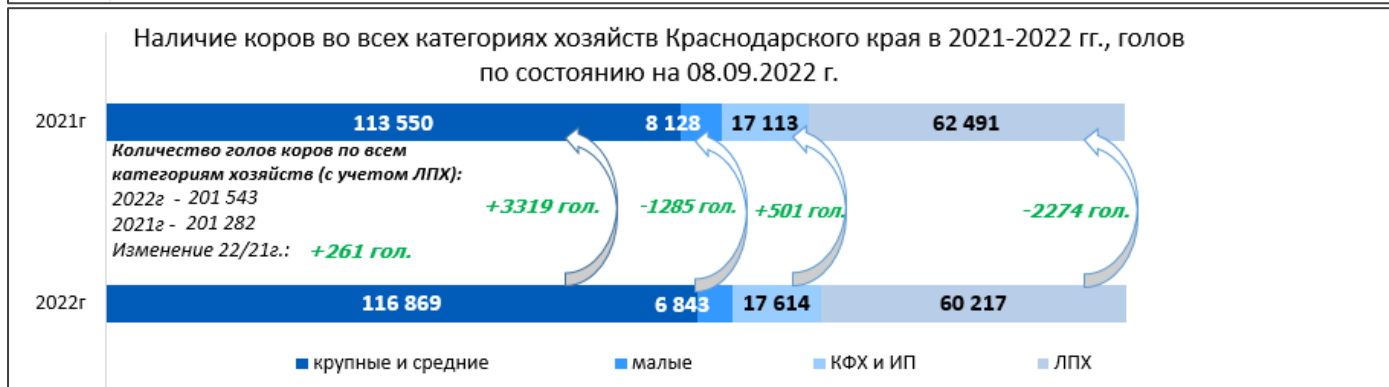 Наличие коров во всех категориях хозяйств Краснодарского края в 2021-2022 гг., голов
по состоянию на 08.09.2022 г.
2021г
113 550
8 128
17 113
62 491
Количество голов коров по всем
категориям хозяйств (с учетом ЛПХ):
2022г - 201 543
2021г - 201 282
Изменение 22/21г.: +261 гол.
+3319 гол.
-1285 гол.
+501 гол.
-2274 гол.
2022г
116 869
6 843
17 614
60 217
крупные и средние
малые
КФХ и ИП
ЛПХ